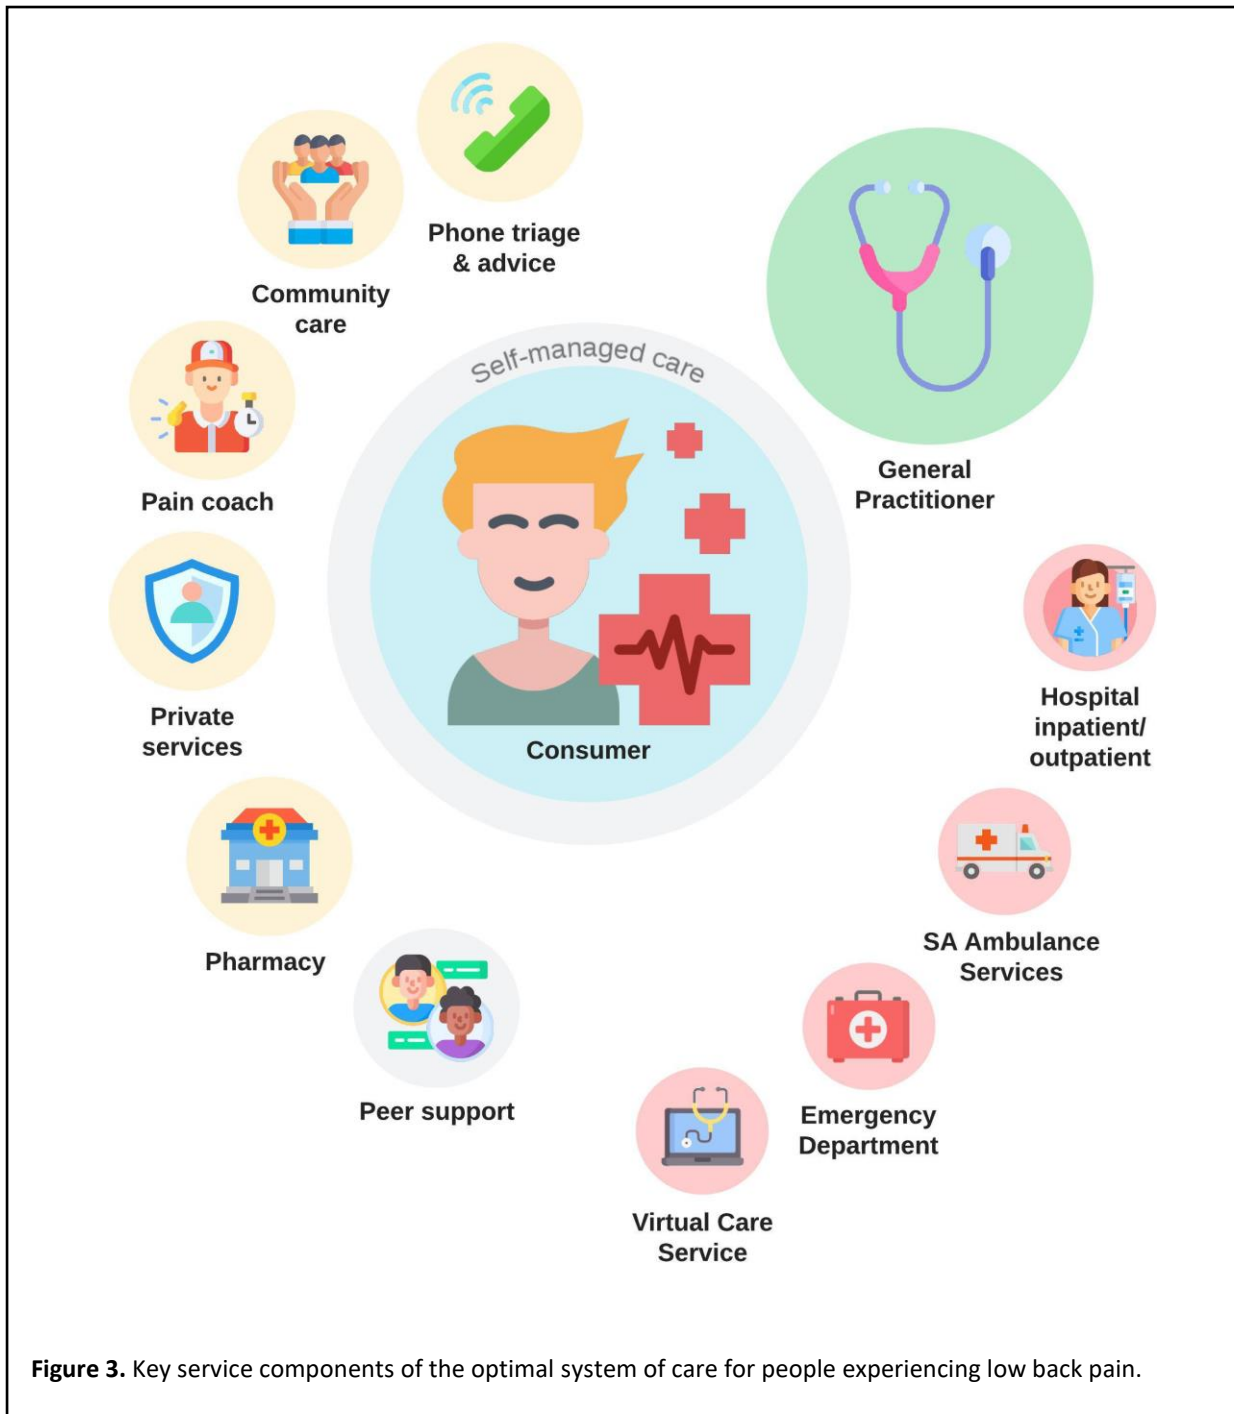 Phone triage
& advice
Community
care
Self-managed care
General
Practitioner
Pain coach
Private
services
Consumer
Hospital
inpatient/
outpatient
Pharmacy
SA Ambulance
Services
Peer support
Emergency
Department
Virtual Care
Service
Figure 3. Key service components of the optimal system of care for people experiencing low back pain.